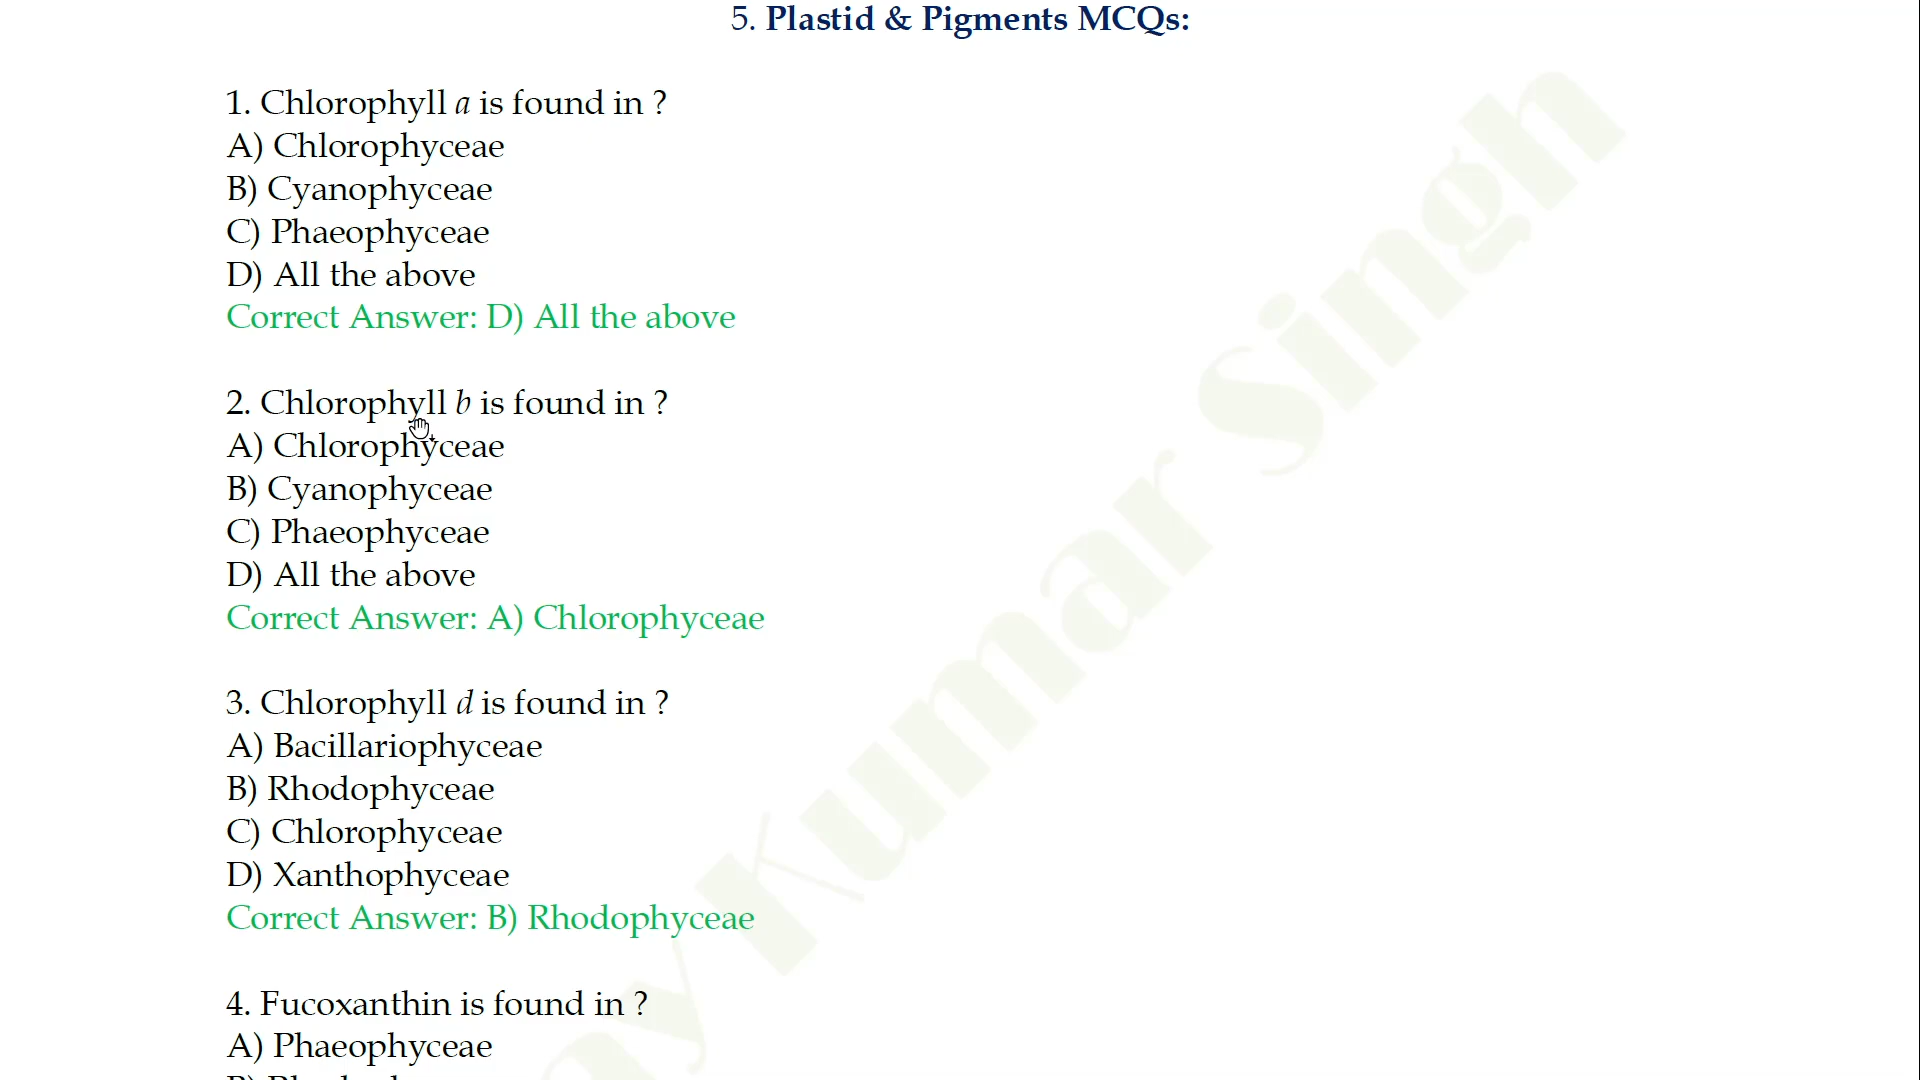 5. Plastid & Pigments MCQs:
1. Chlorophyll a is found in ?
A) Chlorophyceae
B) Cyanophyceae
C) Phaeophyceae
D) All the above
Correct Answer: D) All the above
2. Chlorophyll b is found in ?
A) Chlorophyceae
B) Cyanophyceae
C) Phaeophyceae
D) All the above
Correct Answer: A) Chlorophyceae
3. Chlorophyll d is found in ?
A) Bacillariophyceae
B) Rhodophyceae
C) Chlorophyceae
D) Xanthophyceae
Correct Answer: B) Rhodophyceae
4. Fucoxanthin is found in ?
A) Phaeophyceae
Kumar Singh